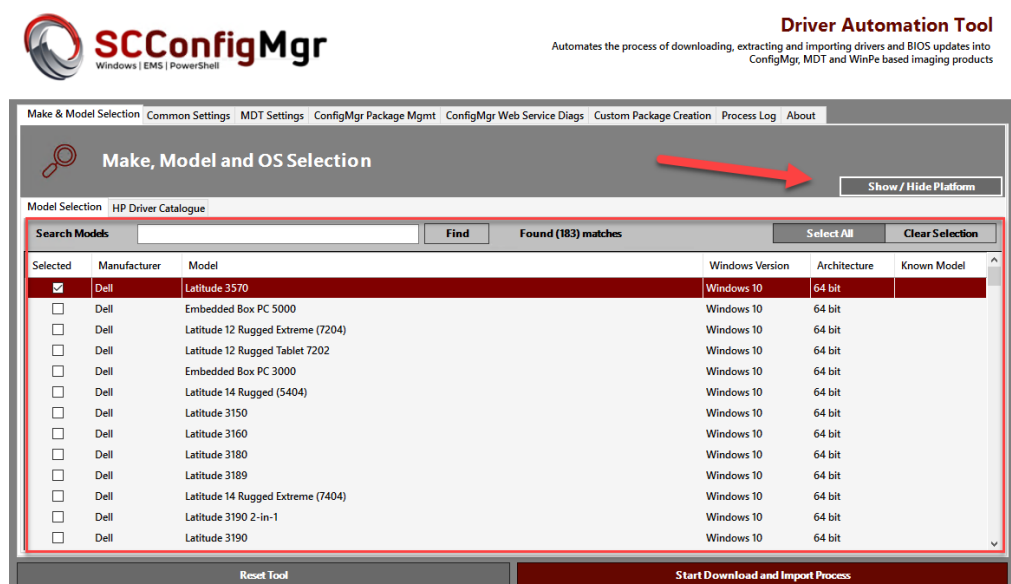 SCConfigMgr
Windows | EMS | PowerShell
Driver Automation Tool
Automates the process of downloading, extracting and importing drivers and BIOS updates into
ConfigMgr, MDT and WinPe based imaging products
Make & Model Selection Common Settings MDT Settings ConfigMgr Package Mgmt ConfigMgr Web Service Diags Custom Package Creation Process Log About
Make, Model and OS Selection
Show / Hide Platform
Model Selection HP Driver Catalogue
Search Models Find Found (183) matches Select All Clear Selection
Selected Manufacturer Model Windows Version Architecture Known Model
Dell Latitude 3570 Windows 10 64 bit
Dell Embedded Box PC 5000 Windows 10 64 bit
Dell Latitude 12 Rugged Extreme (7204) Windows 10 64 bit
Dell Latitude 12 Rugged Tablet 7202 Windows 10 64 bit
Dell Embedded Box PC 3000 Windows 10 64 bit
Dell Latitude 14 Rugged (5404) Windows 10 64 bit
Dell Latitude 3150 Windows 10 64 bit
Dell Latitude 3160 Windows 10 64 bit
Dell Latitude 3180 Windows 10 64 bit
Dell Latitude 3189 Windows 10 64 bit
Dell Latitude 14 Rugged Extreme (7404) Windows 10 64 bit
Dell Latitude 3190 2-in-1 Windows 10 64 bit
Dell Latitude 3190 Windows 10 64 bit
Reset Tool Start Download and Import Process